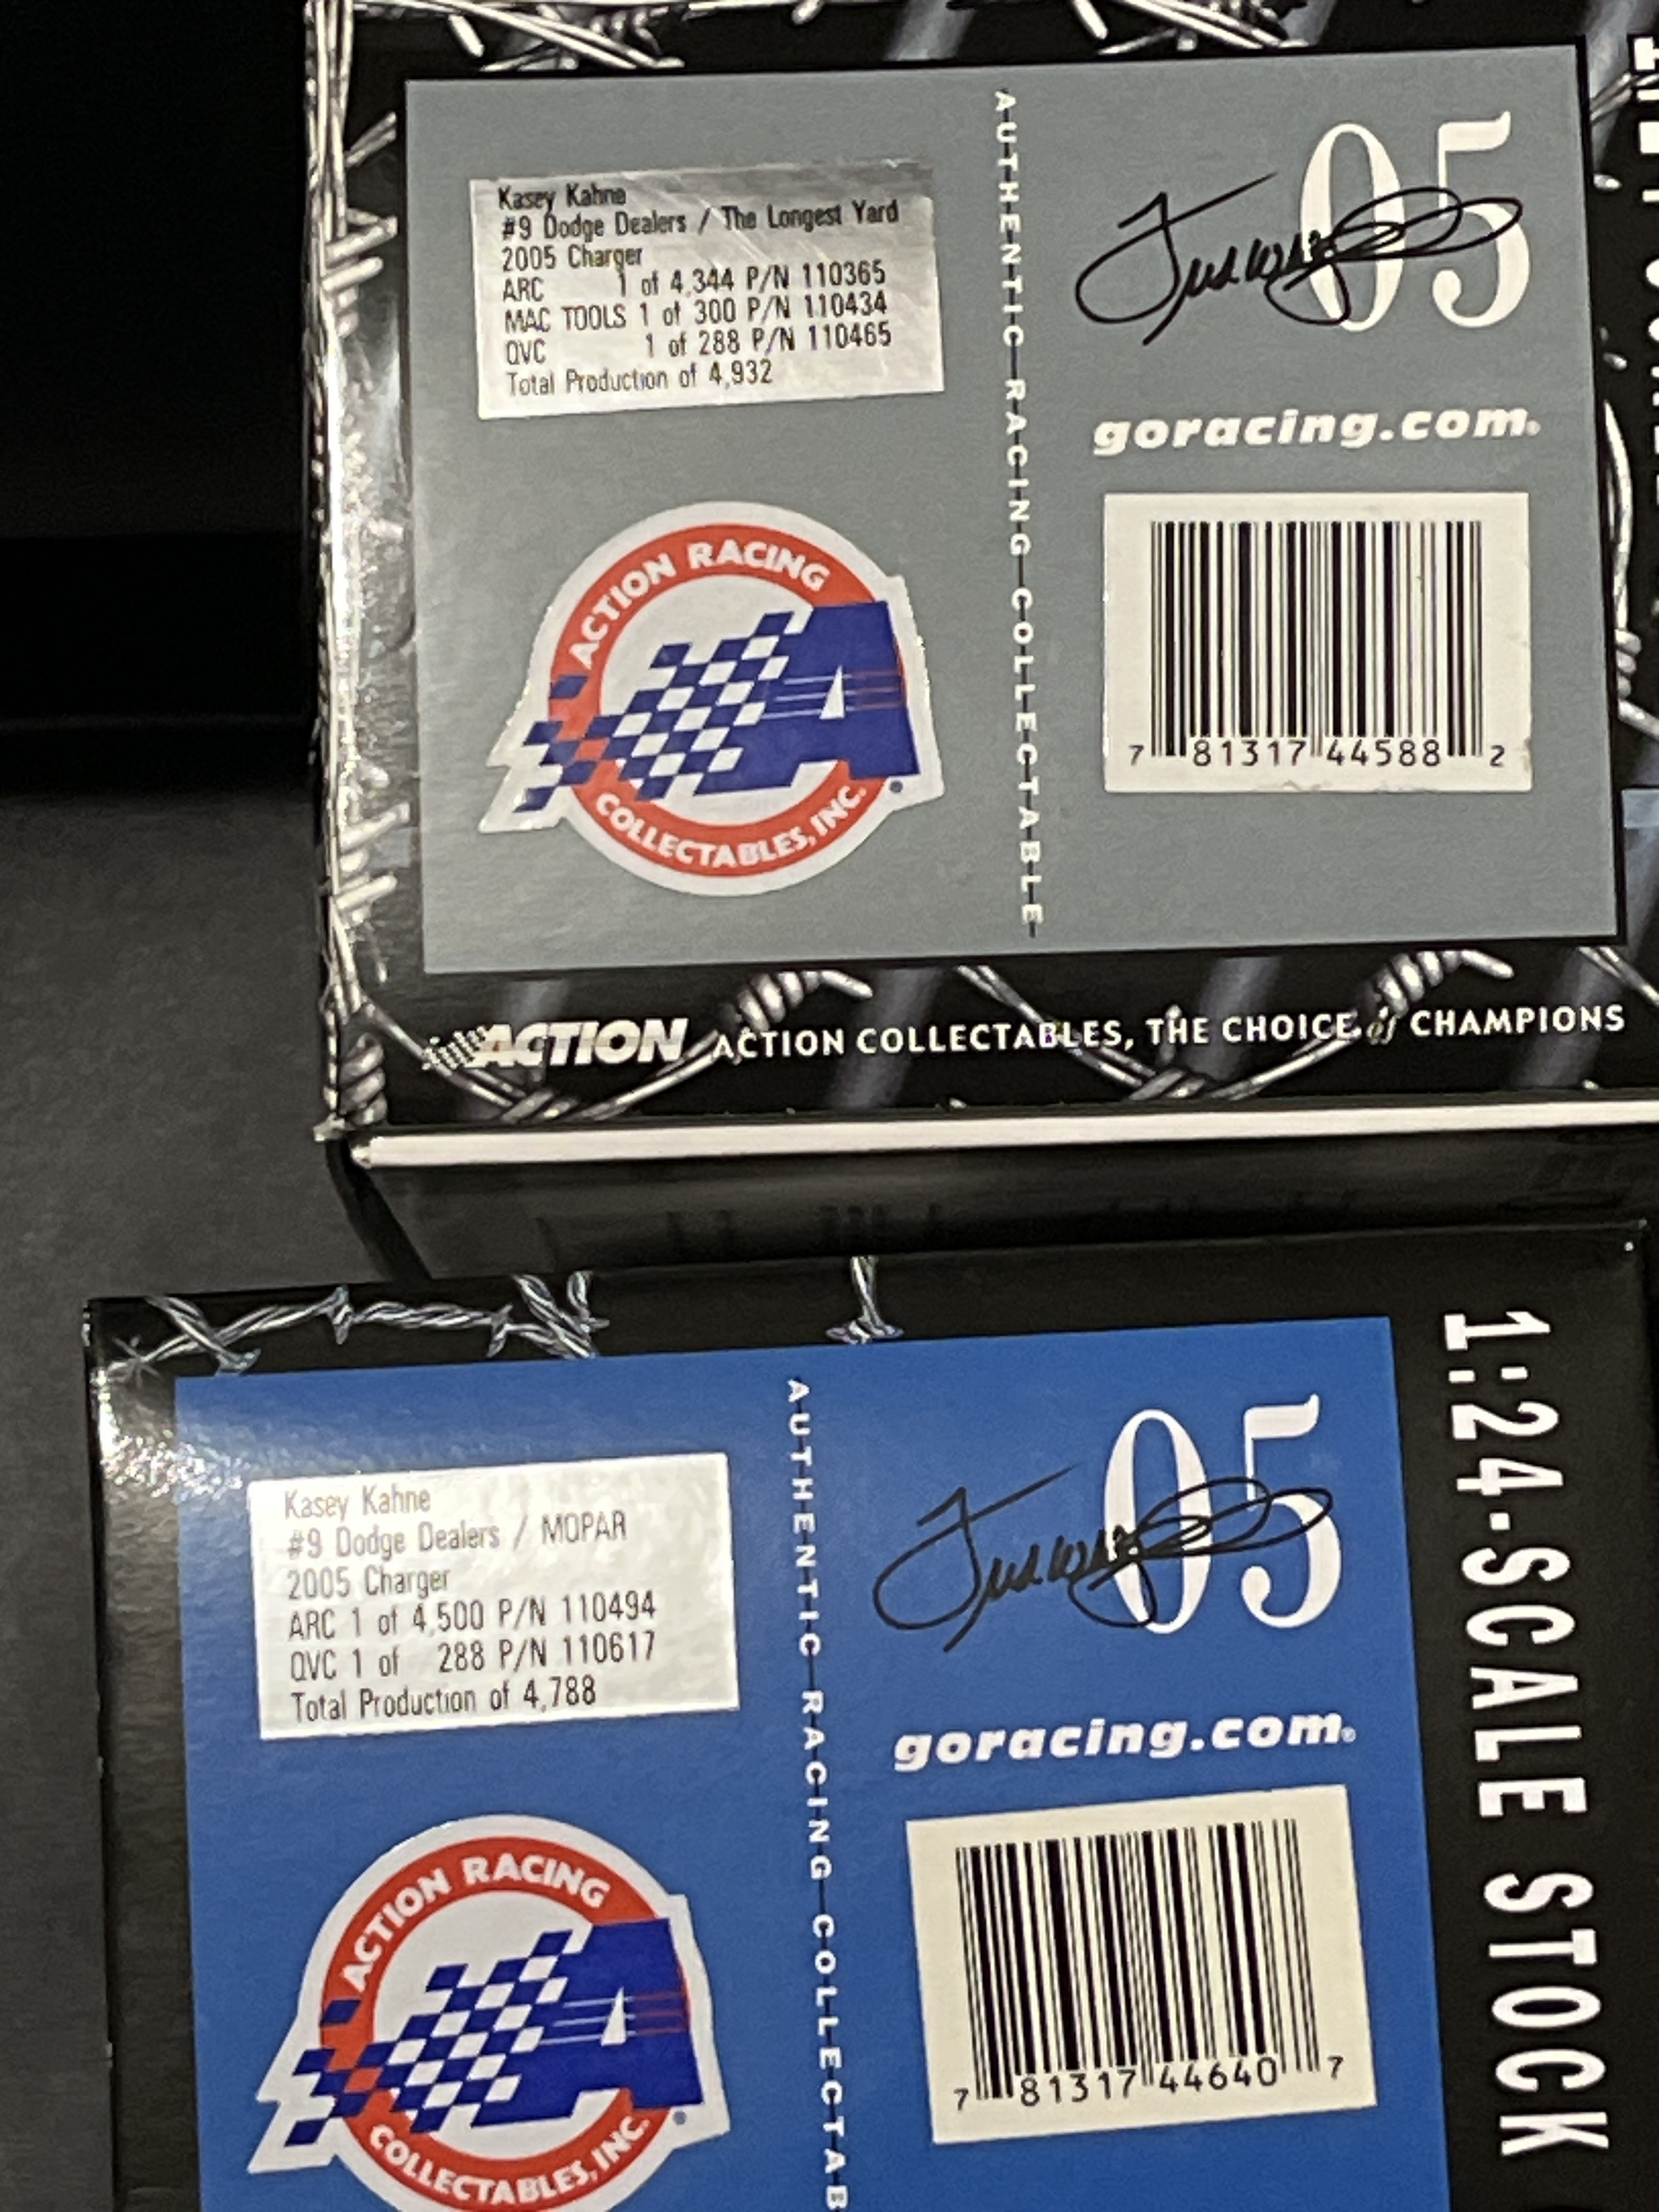 Kasey Kahne
#9 Dodge Dealers / The Longest Yard
2005 Charger
ARC 1 of 4,344 P/N 110365
MAC TOOLS 1 of 300 P/N 110434
QVC 1 of 288 P/N 110465
Total Production of 4,932
AUTHENTIC RACING COLLECTABLE
05
goracing.com®
7 81317 44588 2
ACTION RACING
A
COLLECTABLES, INC.
ACTION ACTION COLLECTABLES, THE CHOICE of CHAMPIONS
Kasey Kahne
#9 Dodge Dealers / MOPAR
2005 Charger
ARC 1 of 4,500 P/N 110494
QVC 1 of 288 P/N 110617
Total Production of 4,788
AUTHENTIC RACING COLLECTAB
05
goracing.com®
7 81317 44640 7
ACTION RACING
A
COLLECTABLES, INC.
1:24-SCALE STOCK